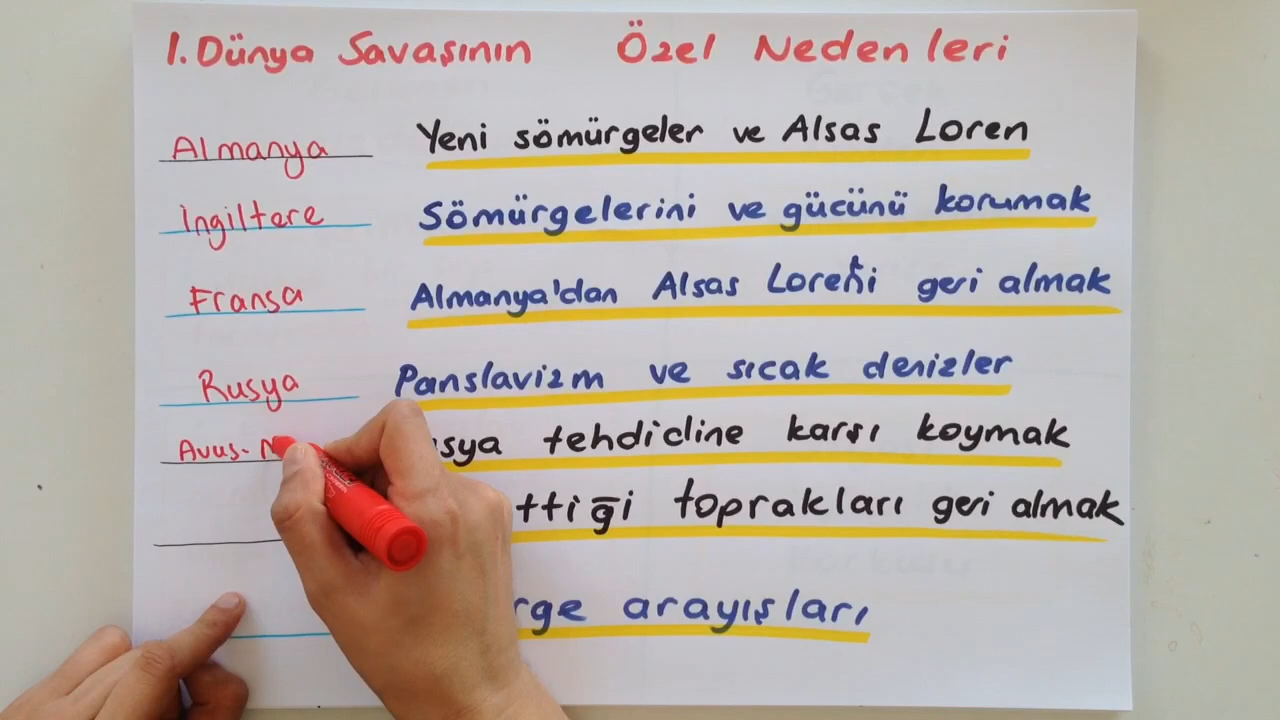 1. Dünya Savaşının Özel Nedenleri
Almanya Yeni sömürgeler ve Alsas Loren
İngiltere Sömürgelerini ve gücünü korumak
Fransa Almanya'dan Alsas Loren'i geri almak
Rusya Panslavizm ve sıcak denizler
Avus- sya tehdidine karşı koymak
ttiği toprakları geri almak
rge arayışları